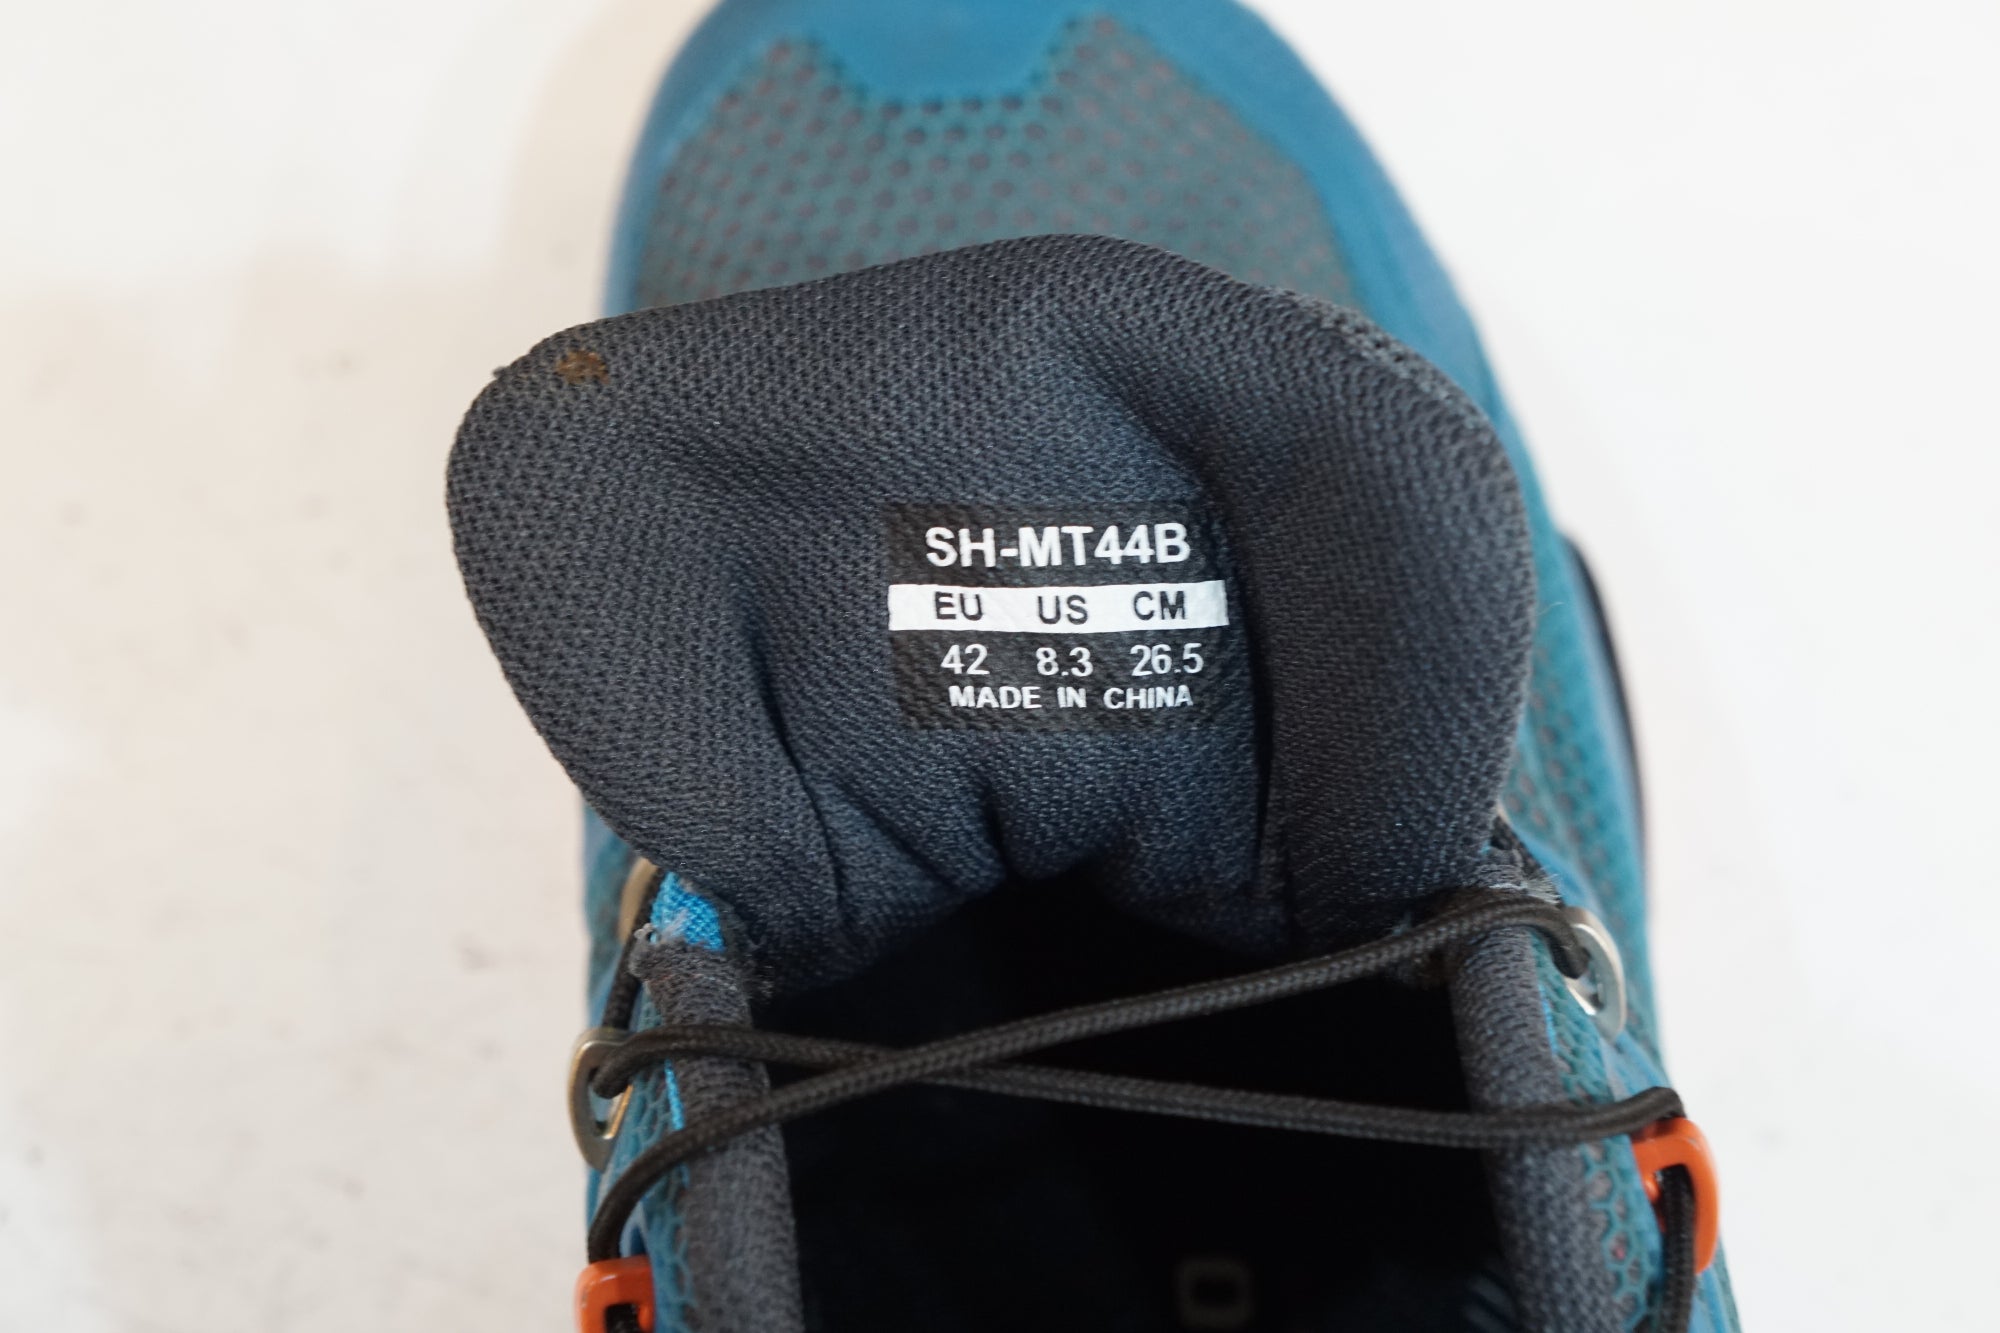 SH-MT44B
EU US CM
42 8.3 26.5
MADE IN CHINA